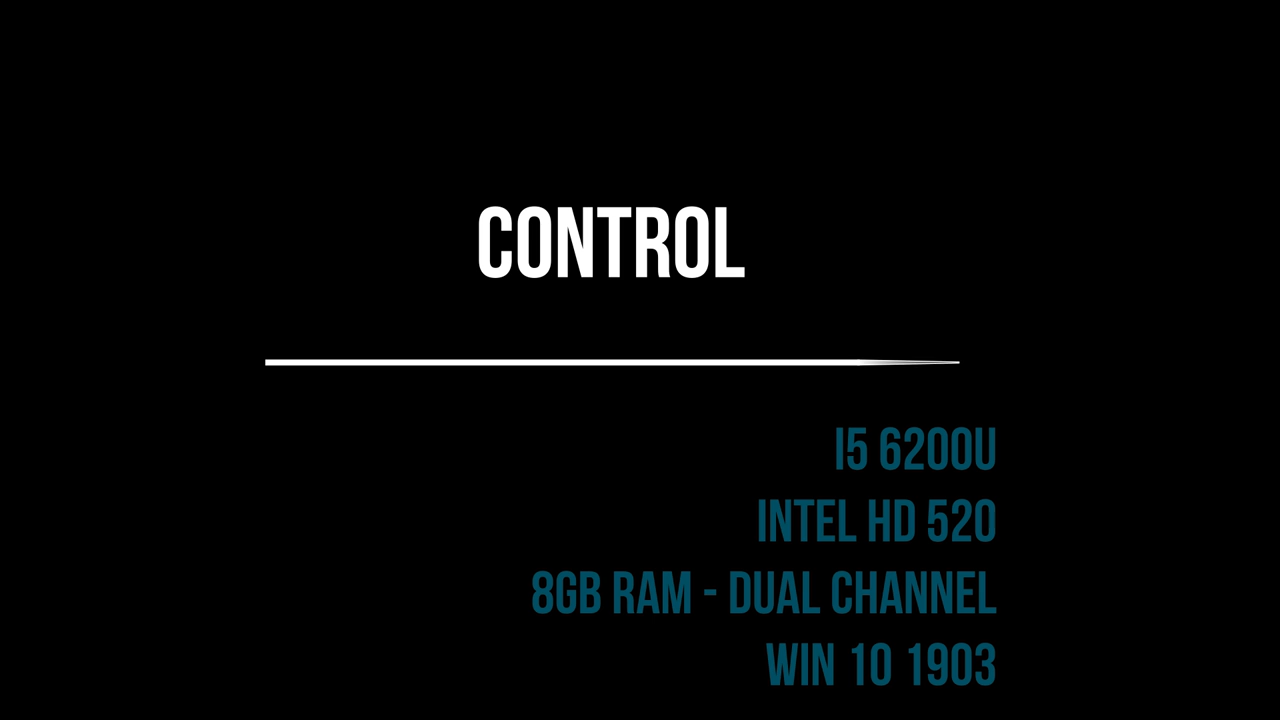 CONTROL
I5 6200U
INTEL HD 520
8GB RAM - DUAL CHANNEL
WIN 10 1903